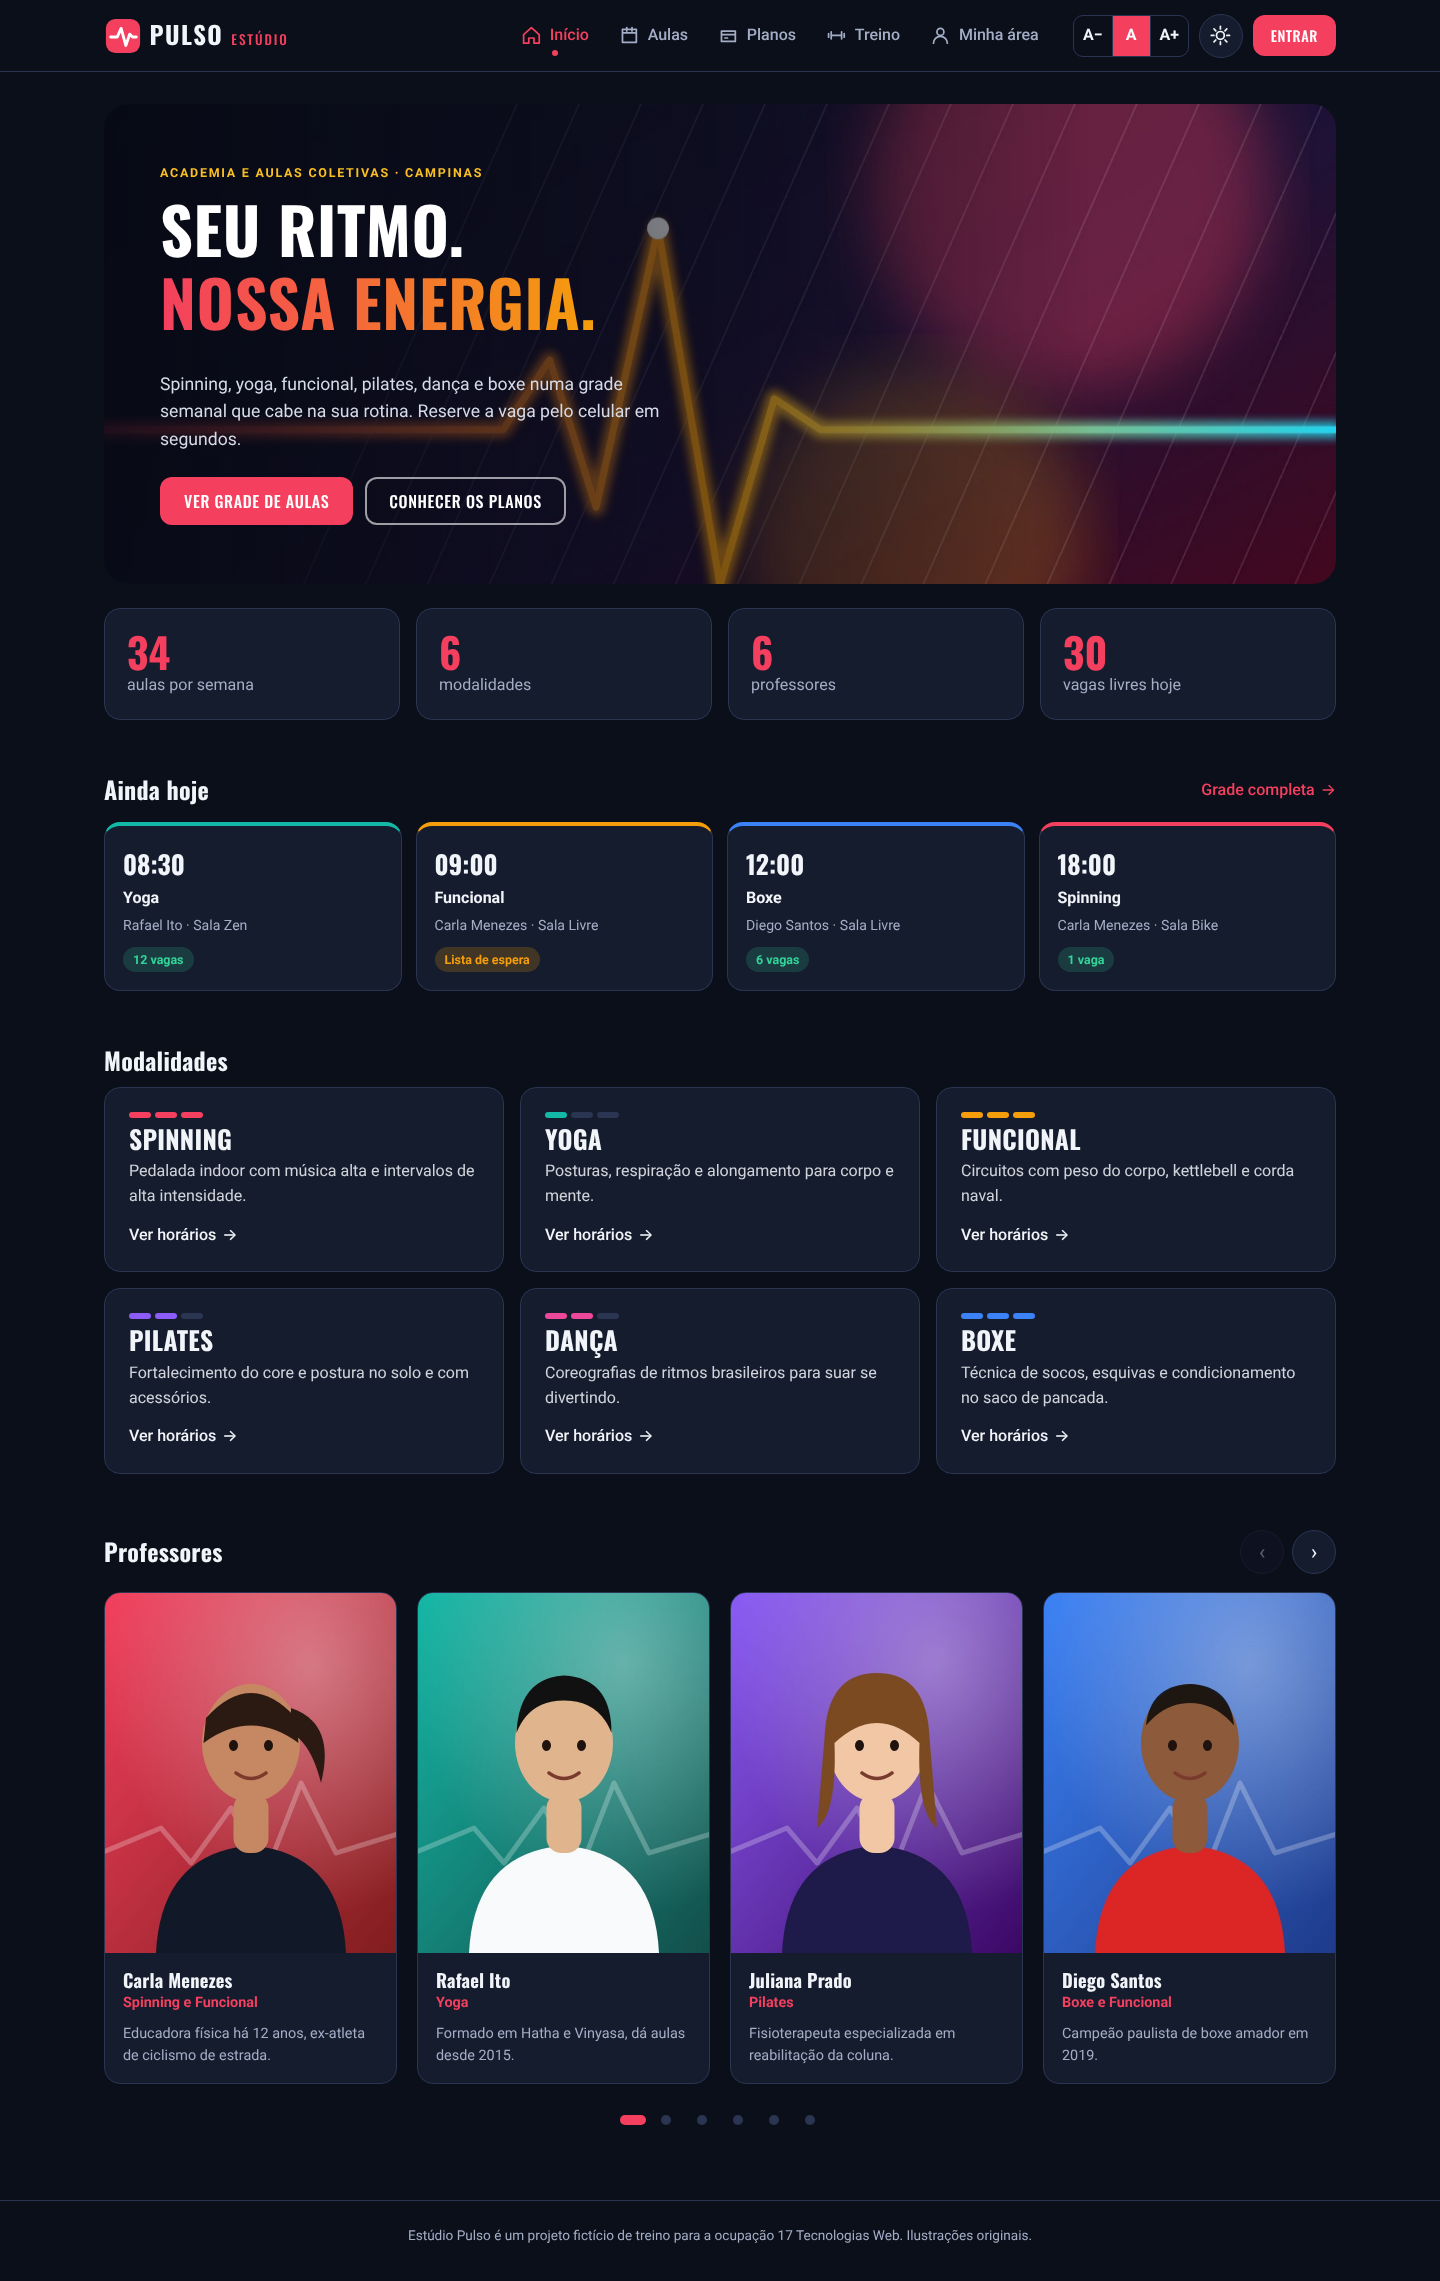 PULSO ESTÚDIO
Início
Aulas
Planos
Treino
Minha área
A−
A
A+
ENTRAR
ACADEMIA E AULAS COLETIVAS · CAMPINAS
SEU RITMO.
NOSSA ENERGIA.
Spinning, yoga, funcional, pilates, dança e boxe numa grade
semanal que cabe na sua rotina. Reserve a vaga pelo celular em
segundos.
VER GRADE DE AULAS
CONHECER OS PLANOS
34
aulas por semana
6
modalidades
6
professores
30
vagas livres hoje
Ainda hoje
Grade completa →
08:30
Yoga
Rafael Ito · Sala Zen
12 vagas
09:00
Funcional
Carla Menezes · Sala Livre
Lista de espera
12:00
Boxe
Diego Santos · Sala Livre
6 vagas
18:00
Spinning
Carla Menezes · Sala Bike
1 vaga
Modalidades
SPINNING
Pedalada indoor com música alta e intervalos de
alta intensidade.
Ver horários →
YOGA
Posturas, respiração e alongamento para corpo e
mente.
Ver horários →
FUNCIONAL
Circuitos com peso do corpo, kettlebell e corda
naval.
Ver horários →
PILATES
Fortalecimento do core e postura no solo e com
acessórios.
Ver horários →
DANÇA
Coreografias de ritmos brasileiros para suar se
divertindo.
Ver horários →
BOXE
Técnica de socos, esquivas e condicionamento
no saco de pancada.
Ver horários →
Professores
‹
›
Carla Menezes
Spinning e Funcional
Educadora física há 12 anos, ex-atleta
de ciclismo de estrada.
Rafael Ito
Yoga
Formado em Hatha e Vinyasa, dá aulas
desde 2015.
Juliana Prado
Pilates
Fisioterapeuta especializada em
reabilitação da coluna.
Diego Santos
Boxe e Funcional
Campeão paulista de boxe amador em
2019.
Estúdio Pulso é um projeto fictício de treino para a ocupação 17 Tecnologias Web. Ilustrações originais.